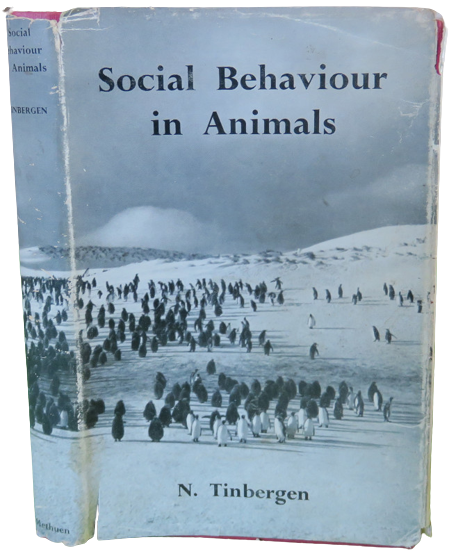 Social
Behaviour
in Animals
TINBERGEN
Methuen
Social Behaviour
in Animals
N. Tinbergen